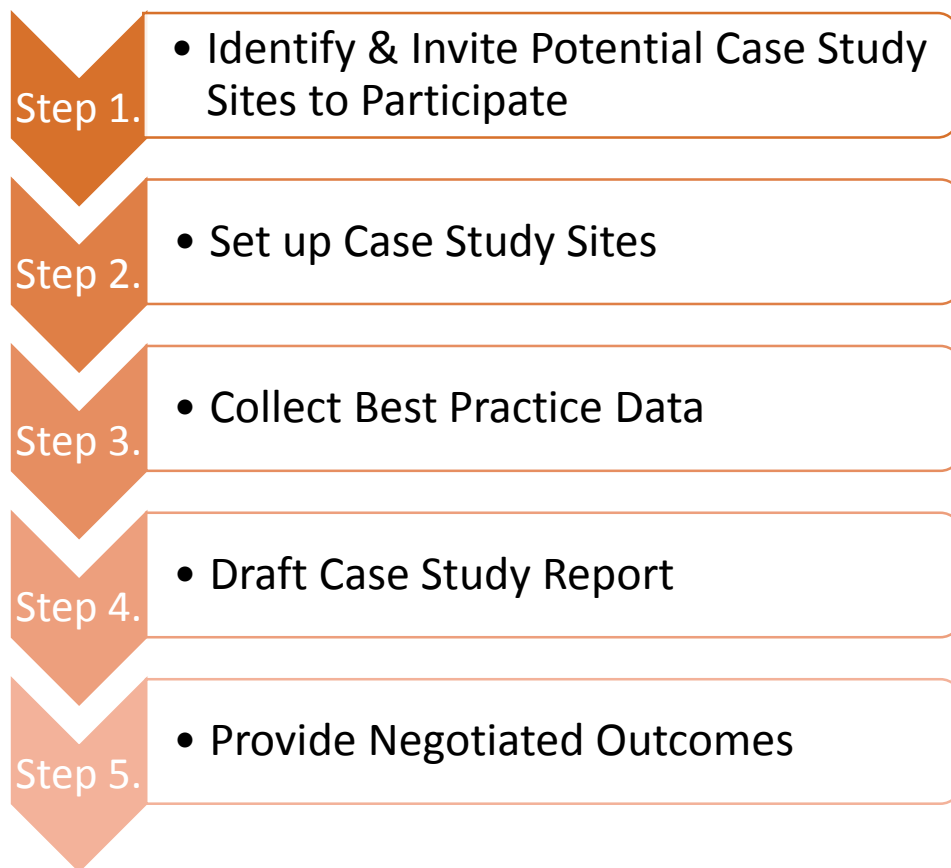 Step 1.
• Identify & Invite Potential Case Study
Sites to Participate
Step 2.
• Set up Case Study Sites
Step 3.
• Collect Best Practice Data
Step 4.
• Draft Case Study Report
Step 5.
• Provide Negotiated Outcomes